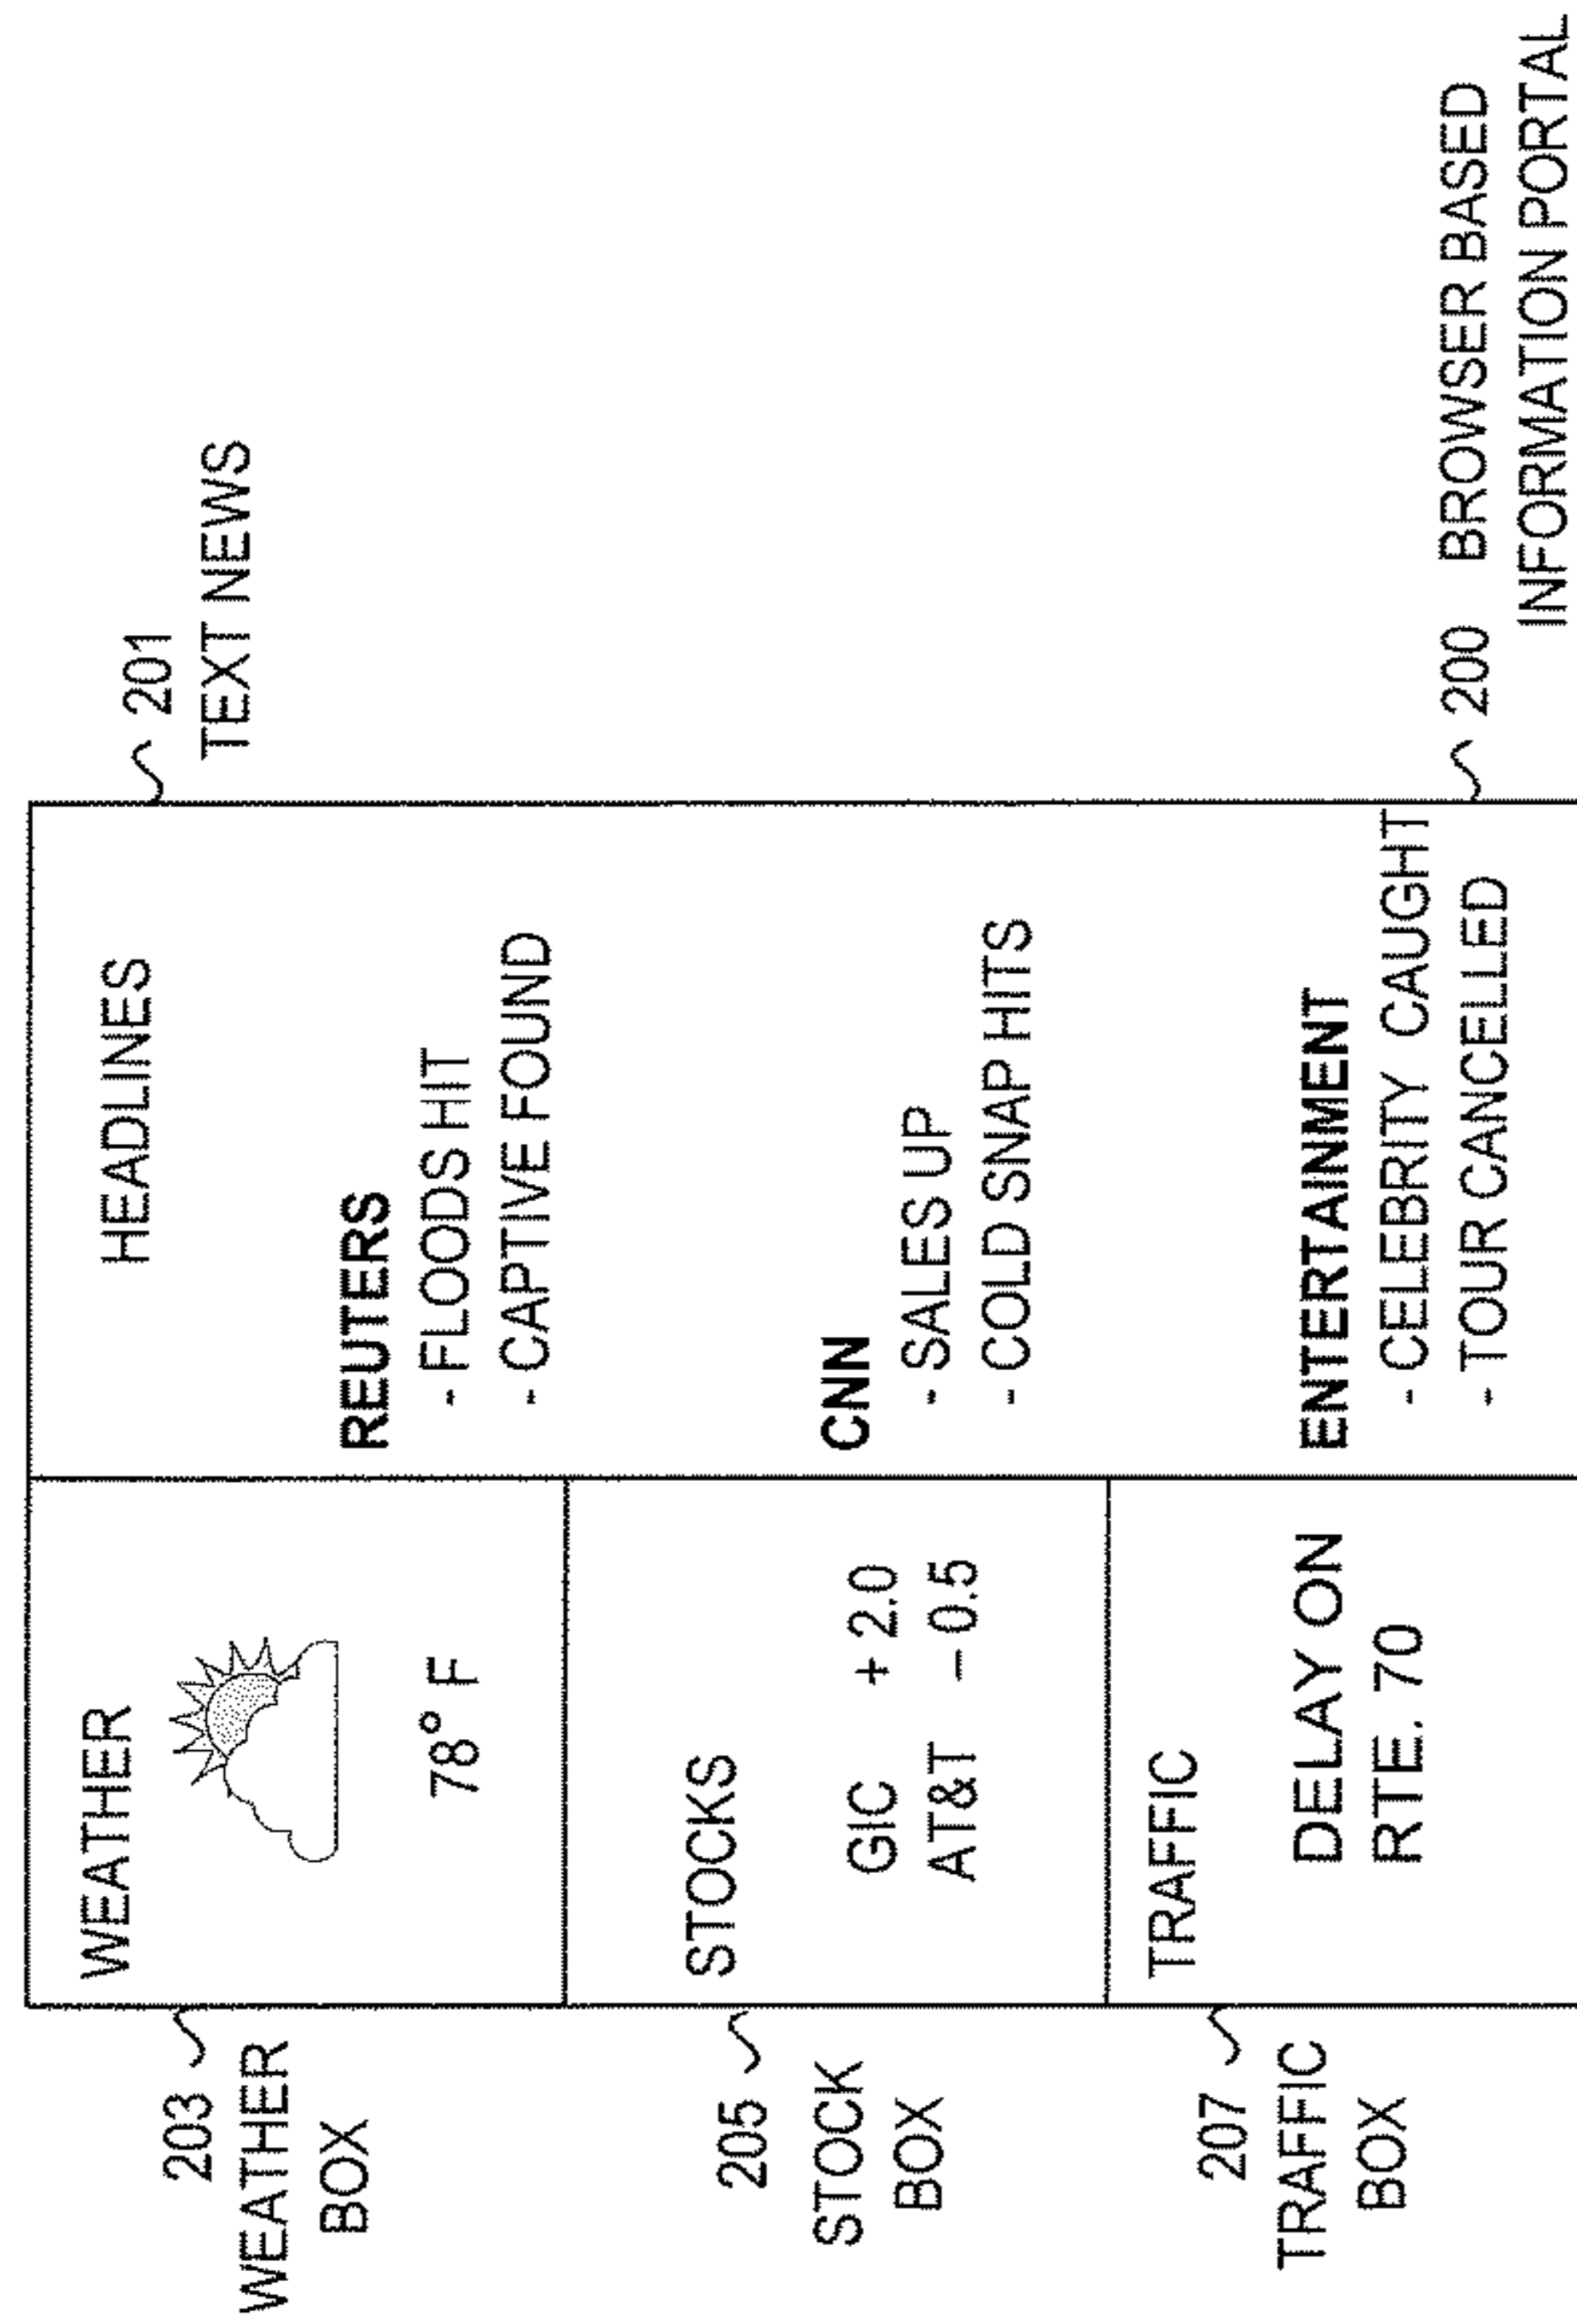 203
WEATHER
BOX
WEATHER
78° F
205
STOCK
BOX
STOCKS
GIC + 2.0
AT&T – 0.5
207
TRAFFIC
BOX
TRAFFIC
DELAY ON
RTE. 70
HEADLINES
REUTERS
- FLOODS HIT
- CAPTIVE FOUND
CNN
- SALES UP
- COLD SNAP HITS
ENTERTAINMENT
- CELEBRITY CAUGHT
- TOUR CANCELLED
201
TEXT NEWS
200 BROWSER BASED
INFORMATION PORTAL